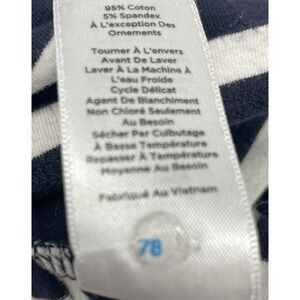 95% Coton
5% Spandex
À L'exception Des
Ornements
Tourner À L'envers
Avant De Laver
Laver À La Machine À
L'eau Froide
Cycle Délicat
Agent De Blanchiment
Non Chloré Seulement
Au Besoin
Sécher Par Culbutage
À Basse Température
Repasser À Température
Moyenne Au Besoin
Fabriqué Au Vietnam
78